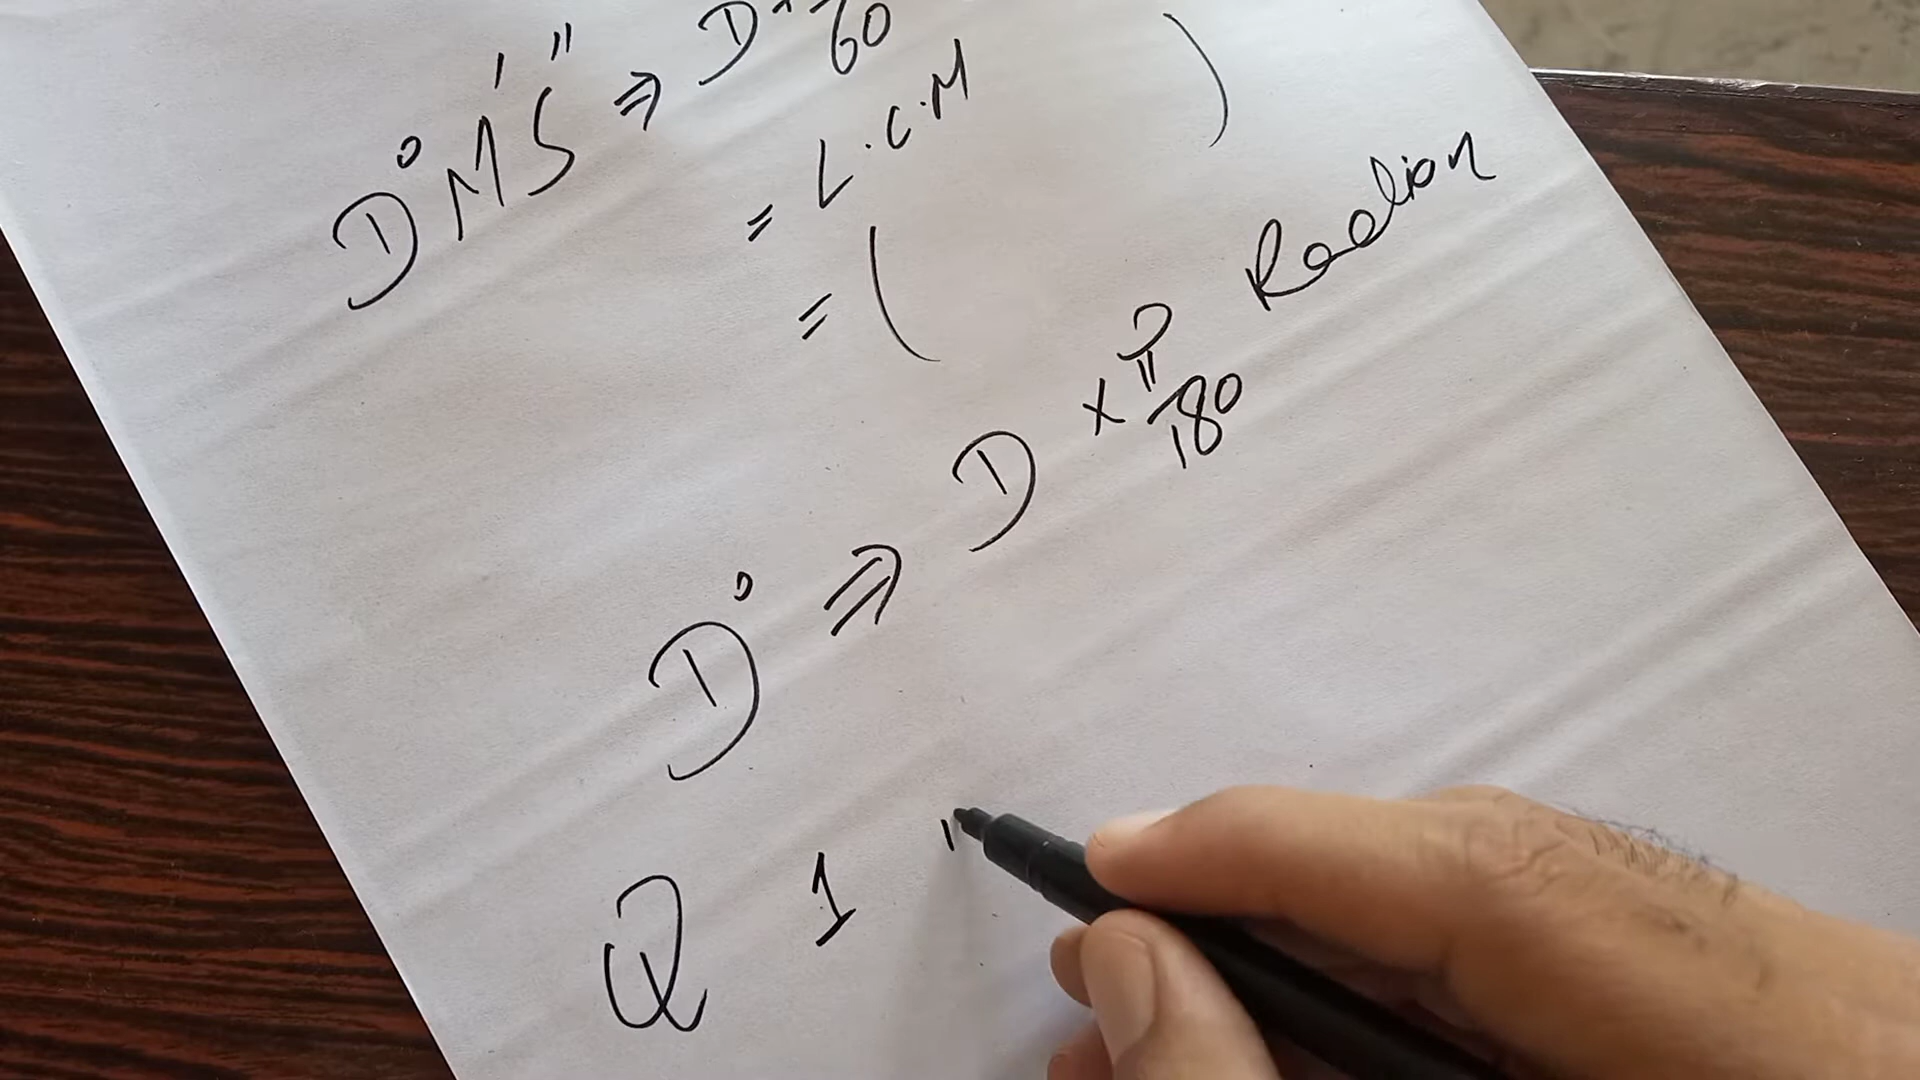 D° M' S" ⇒ D + /60
= L.C.M
= ( )
D° ⇒ D × π/180 Radian
Q 1 "